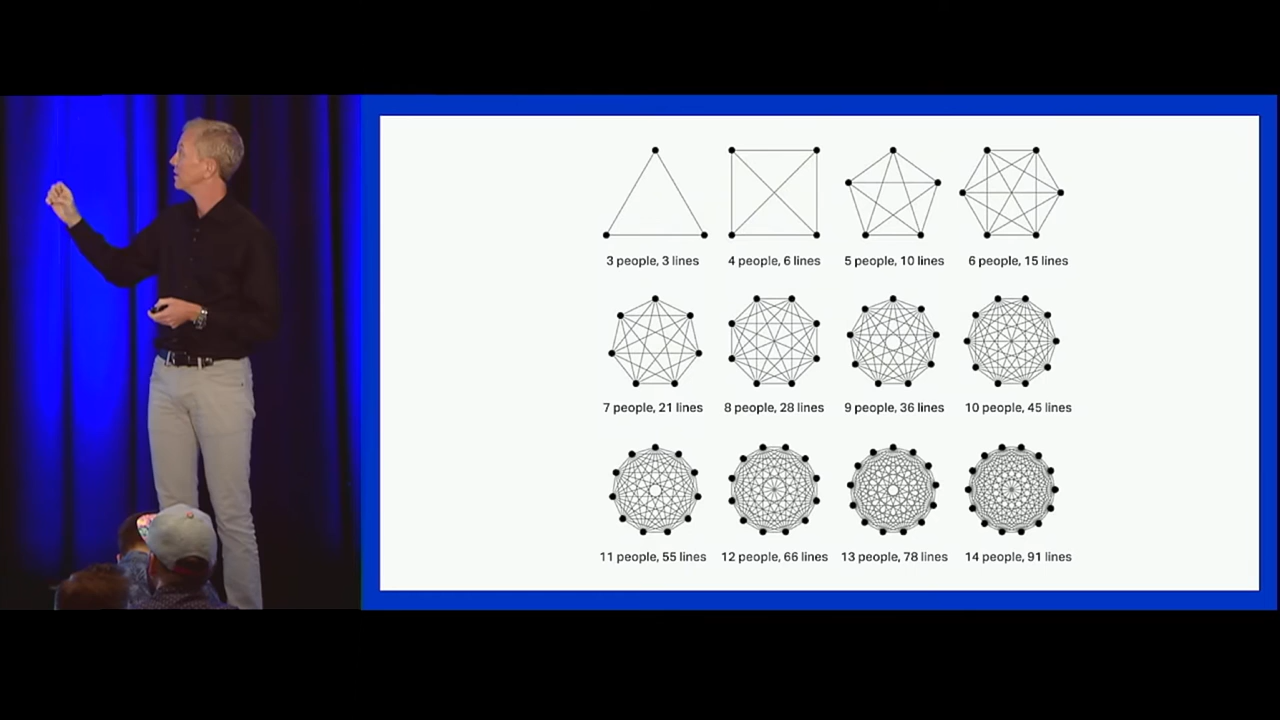 3 people, 3 lines
4 people, 6 lines
5 people, 10 lines
6 people, 15 lines
7 people, 21 lines
8 people, 28 lines
9 people, 36 lines
10 people, 45 lines
11 people, 55 lines
12 people, 66 lines
13 people, 78 lines
14 people, 91 lines